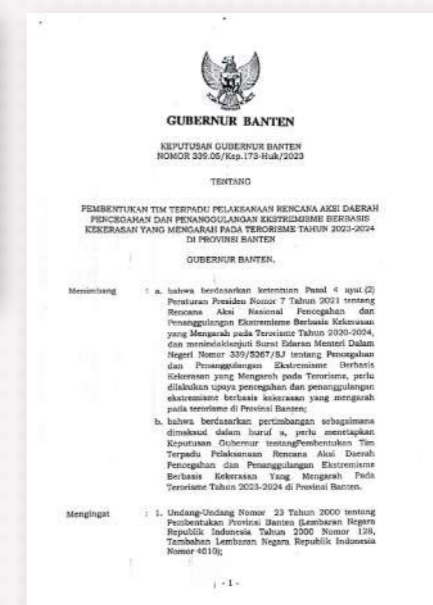 GUBERNUR BANTEN
KEPUTUSAN GUBERNUR BANTEN
NOMOR 339.05/Kep.173-Huk/2023
TENTANG
PEMBENTUKAN TIM TERPADU PELAKSANAAN RENCANA AKSI DAERAH
PENCEGAHAN DAN PENANGGULANGAN EKSTREMISME BERBASIS
KEKERASAN YANG MENGARAH PADA TERORISME TAHUN 2023-2024
DI PROVINSI BANTEN
GUBERNUR BANTEN,
Menimbang : a. bahwa berdasarkan ketentuan Pasal 4 ayat (2)
Peraturan Presiden Nomor 7 Tahun 2021 tentang
Rencana Aksi Nasional Pencegahan dan
Penanggulangan Ekstremisme Berbasis Kekerasan
yang Mengarah pada Terorisme Tahun 2020-2024,
dan menindaklanjuti Surat Edaran Menteri Dalam
Negeri Nomor 339/5267/SJ tentang Pencegahan
dan Penanggulangan Ekstremisme Berbasis
Kekerasan yang Mengarah pada Terorisme, perlu
dilakukan upaya pencegahan dan penanggulangan
ekstremisme berbasis kekerasan yang mengarah
pada terorisme di Provinsi Banten;
b. bahwa berdasarkan pertimbangan sebagaimana
dimaksud dalam huruf a, perlu menetapkan
Keputusan Gubernur tentangPembentukan Tim
Terpadu Pelaksanaan Rencana Aksi Daerah
Pencegahan dan Penanggulangan Ekstremisme
Berbasis Kekerasan Yang Mengarah Pada
Terorisme Tahun 2023-2024 di Provinsi Banten.
Mengingat : 1. Undang-Undang Nomor 23 Tahun 2000 tentang
Pembentukan Provinsi Banten (Lembaran Negara
Republik Indonesia Tahun 2000 Nomor 128,
Tambahan Lembaran Negara Republik Indonesia
Nomor 4010);
- 1 -